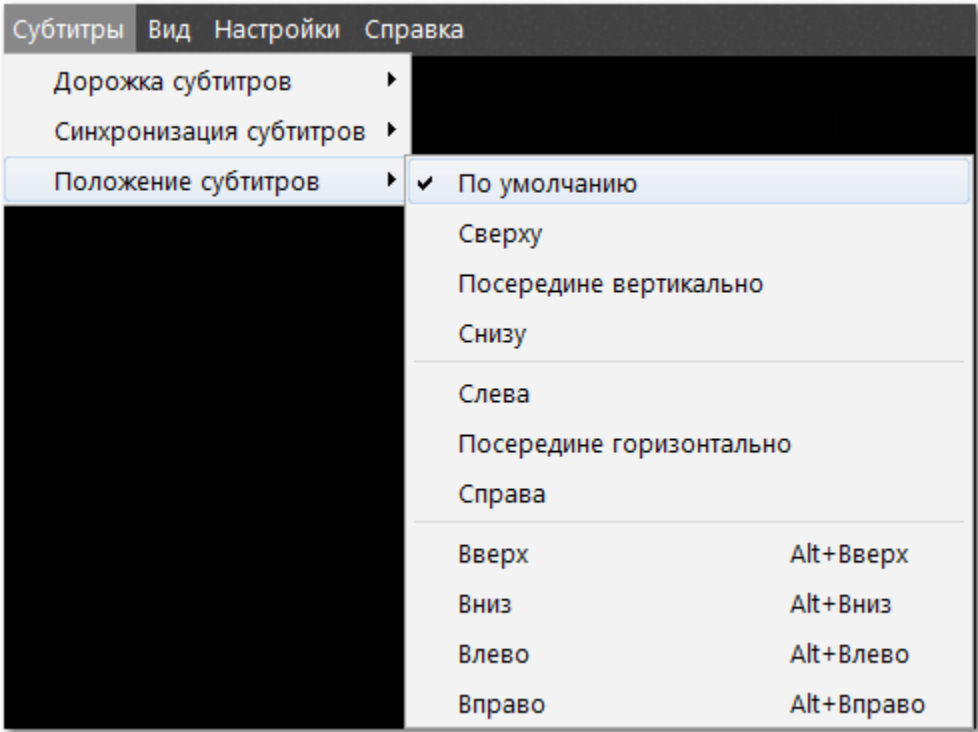 Субтитры Вид Настройки Справка
Дорожка субтитров
Синхронизация субтитров
Положение субтитров
По умолчанию
Сверху
Посередине вертикально
Снизу
Слева
Посередине горизонтально
Справа
Вверх Alt+Вверх
Вниз Alt+Вниз
Влево Alt+Влево
Вправо Alt+Вправо